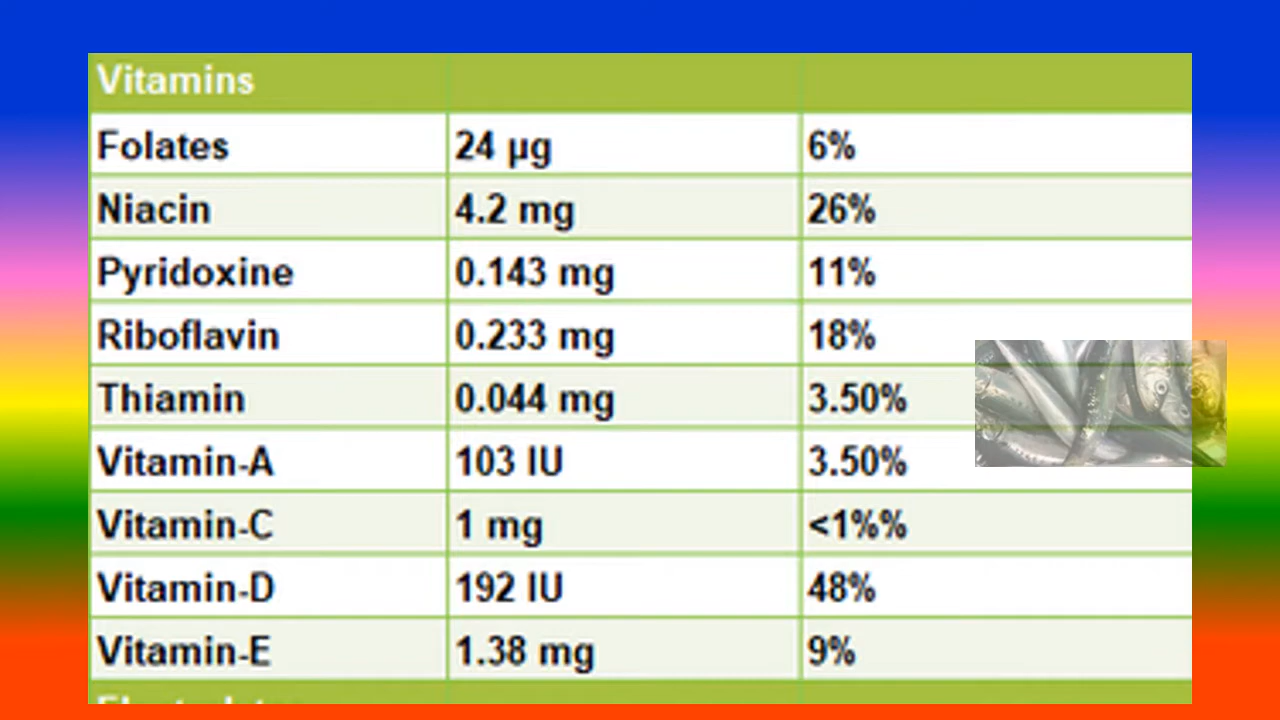 Vitamins
Folates 24 µg 6%
Niacin 4.2 mg 26%
Pyridoxine 0.143 mg 11%
Riboflavin 0.233 mg 18%
Thiamin 0.044 mg 3.50%
Vitamin-A 103 IU 3.50%
Vitamin-C 1 mg <1%%
Vitamin-D 192 IU 48%
Vitamin-E 1.38 mg 9%